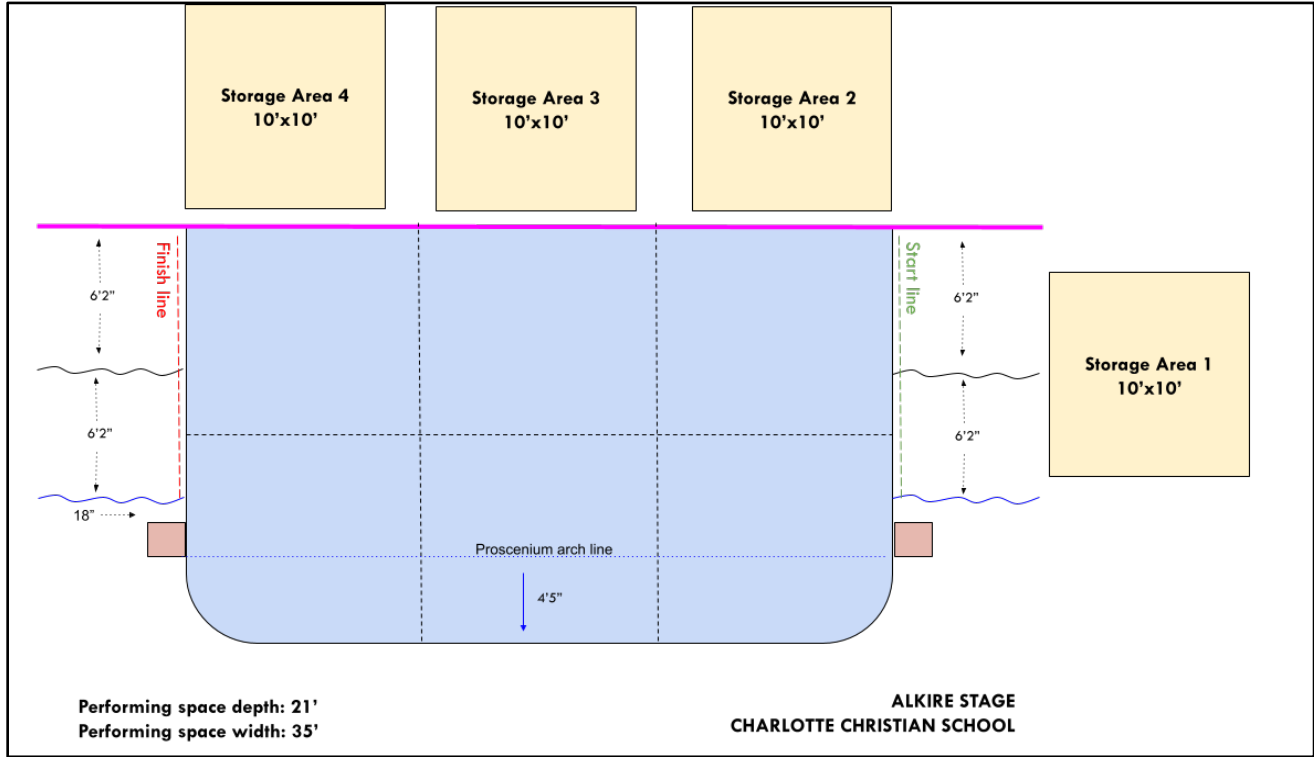 Storage Area 4
10’x10’
Storage Area 3
10’x10’
Storage Area 2
10’x10’
Finish line
Start line
6’2”
6’2”
Storage Area 1
10’x10’
6’2”
6’2”
18”
Proscenium arch line
4’5”
Performing space depth: 21’
Performing space width: 35’
ALKIRE STAGE
CHARLOTTE CHRISTIAN SCHOOL